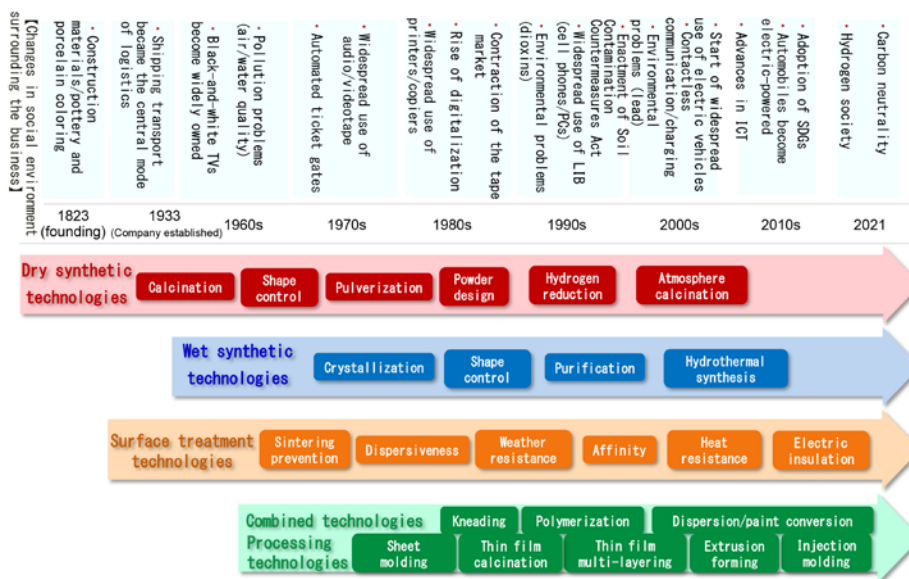 【Changes in social environment
surrounding the business】
・Construction
materials/pottery and
porcelain coloring
・Shipping transport
became the central mode
of logistics
・Black-and-white TVs
become widely owned
・Pollution problems
(air/water quality)
Automated ticket gates
・Widespread use of
audio/videotape
・Widespread use of
printers/copiers
・Rise of digitalization
・Contraction of the tape
market
・Environmental problems
(dioxins)
・Widespread use of LIB
(cell phones/PCs)
・Enactment of Soil
Contamination
Countermeasures Act
・Environmental
problems (lead)
・Contactless
communication/charging
・Start of widespread
use of electric vehicles
Advances in ICT
・Automobiles become
electric-powered
・Adoption of SDGs
・Hydrogen society
・Carbon neutrality
1823
(founding)
1933
(Company established)
1960s
1970s
1980s
1990s
2000s
2010s
2021
Dry synthetic
technologies
Calcination
Shape
control
Pulverization
Powder
design
Hydrogen
reduction
Atmosphere
calcination
Wet synthetic
technologies
Crystallization
Shape
control
Purification
Hydrothermal
synthesis
Surface treatment
technologies
Sintering
prevention
Dispersiveness
Weather
resistance
Affinity
Heat
resistance
Electric
insulation
Combined technologies
Kneading
Polymerization
Dispersion/paint conversion
Processing
technologies
Sheet
molding
Thin film
calcination
Thin film
multi-layering
Extrusion
forming
Injection
molding